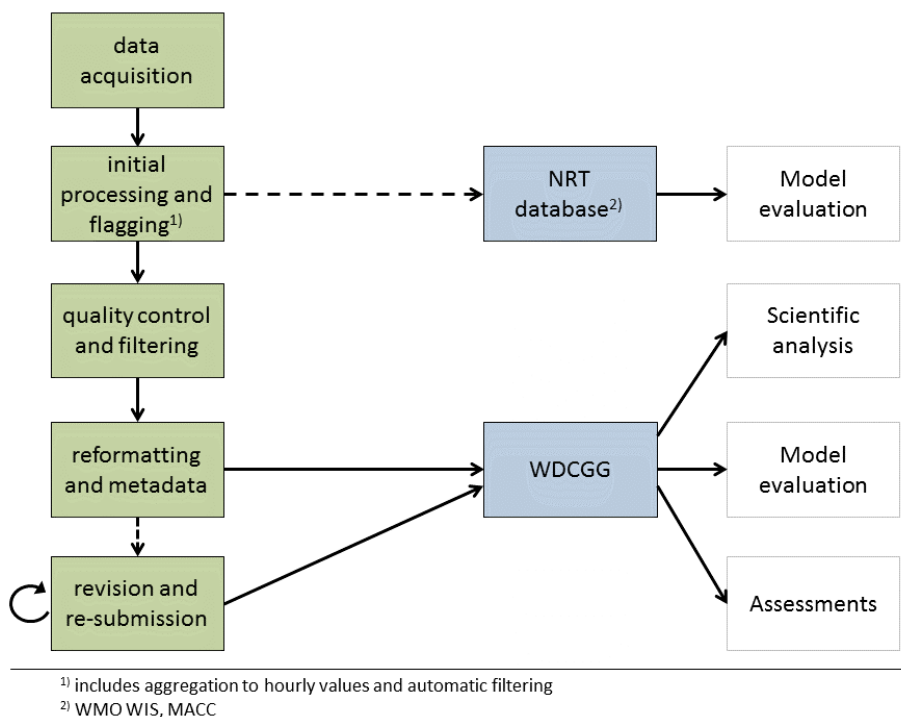 data
acquisition
initial
processing and
flagging1)
NRT
database2)
Model
evaluation
quality control
and filtering
Scientific
analysis
reformatting
and metadata
WDCGG
Model
evaluation
revision and
re-submission
Assessments
1) includes aggregation to hourly values and automatic filtering
2) WMO WIS, MACC